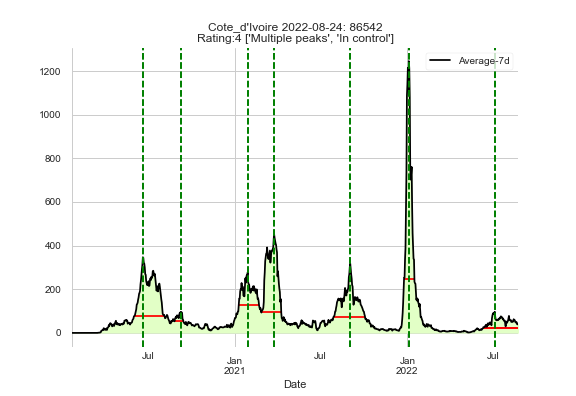 Cote_d'Ivoire 2022-08-24: 86542
Rating:4 ['Multiple peaks', 'In control']
Average-7d
1200
1000
800
600
400
200
0
Jul
Jan
2021
Jul
Jan
2022
Jul
Date